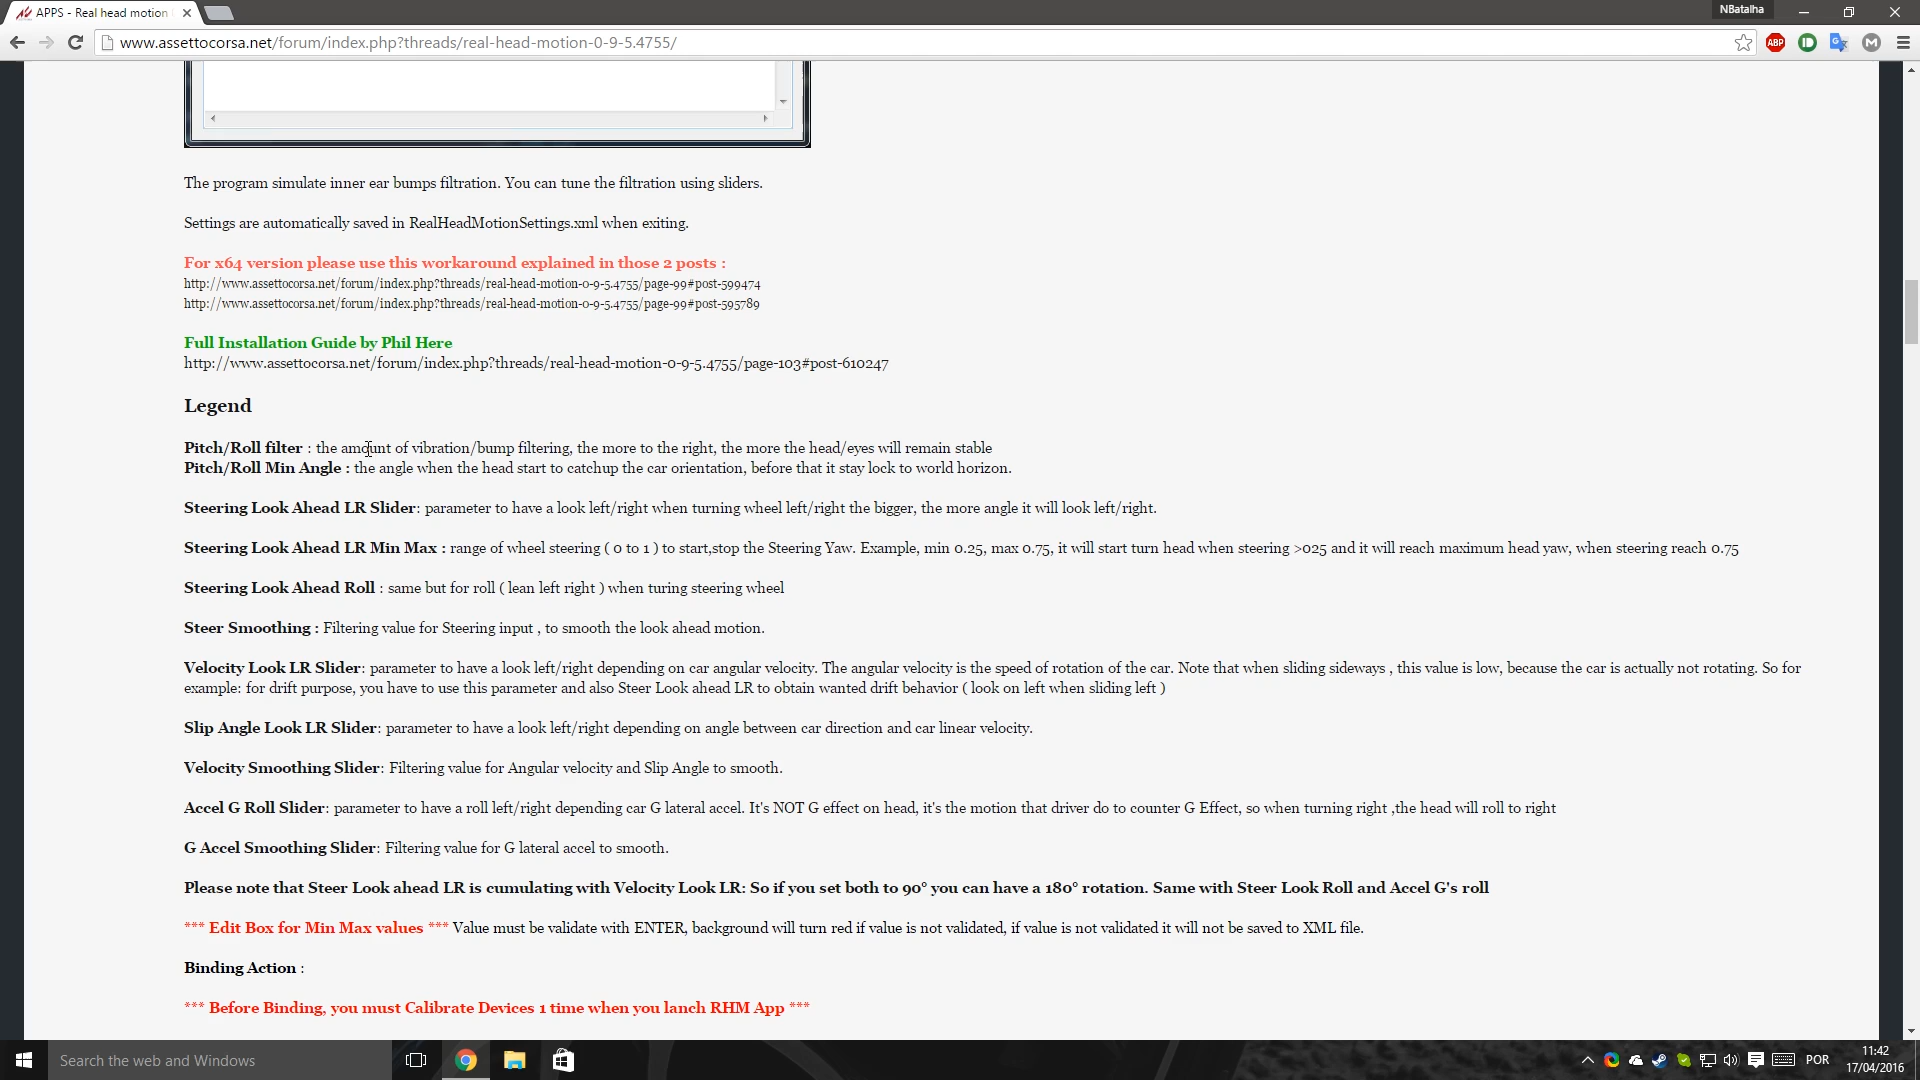 APPS - Real head motion
NBatalha
www.assettocorsa.net/forum/index.php?threads/real-head-motion-0-9-5.4755/
ABP
The program simulate inner ear bumps filtration. You can tune the filtration using sliders.
Settings are automatically saved in RealHeadMotionSettings.xml when exiting.
For x64 version please use this workaround explained in those 2 posts :
http://www.assettocorsa.net/forum/index.php?threads/real-head-motion-0-9-5.4755/page-99#post-599474
http://www.assettocorsa.net/forum/index.php?threads/real-head-motion-0-9-5.4755/page-99#post-595789
Full Installation Guide by Phil Here
http://www.assettocorsa.net/forum/index.php?threads/real-head-motion-0-9-5.4755/page-103#post-610247
Legend
Pitch/Roll filter : the amount of vibration/bump filtering, the more to the right, the more the head/eyes will remain stable
Pitch/Roll Min Angle : the angle when the head start to catchup the car orientation, before that it stay lock to world horizon.
Steering Look Ahead LR Slider: parameter to have a look left/right when turning wheel left/right the bigger, the more angle it will look left/right.
Steering Look Ahead LR Min Max : range of wheel steering ( 0 to 1 ) to start,stop the Steering Yaw. Example, min 0.25, max 0.75, it will start turn head when steering >025 and it will reach maximum head yaw, when steering reach 0.75
Steering Look Ahead Roll : same but for roll ( lean left right ) when turing steering wheel
Steer Smoothing : Filtering value for Steering input , to smooth the look ahead motion.
Velocity Look LR Slider: parameter to have a look left/right depending on car angular velocity. The angular velocity is the speed of rotation of the car. Note that when sliding sideways , this value is low, because the car is actually not rotating. So for
example: for drift purpose, you have to use this parameter and also Steer Look ahead LR to obtain wanted drift behavior ( look on left when sliding left )
Slip Angle Look LR Slider: parameter to have a look left/right depending on angle between car direction and car linear velocity.
Velocity Smoothing Slider: Filtering value for Angular velocity and Slip Angle to smooth.
Accel G Roll Slider: parameter to have a roll left/right depending car G lateral accel. It's NOT G effect on head, it's the motion that driver do to counter G Effect, so when turning right ,the head will roll to right
G Accel Smoothing Slider: Filtering value for G lateral accel to smooth.
Please note that Steer Look ahead LR is cumulating with Velocity Look LR: So if you set both to 90° you can have a 180° rotation. Same with Steer Look Roll and Accel G's roll
*** Edit Box for Min Max values *** Value must be validate with ENTER, background will turn red if value is not validated, if value is not validated it will not be saved to XML file.
Binding Action :
*** Before Binding, you must Calibrate Devices 1 time when you lanch RHM App ***
Search the web and Windows
POR
11:42
17/04/2016